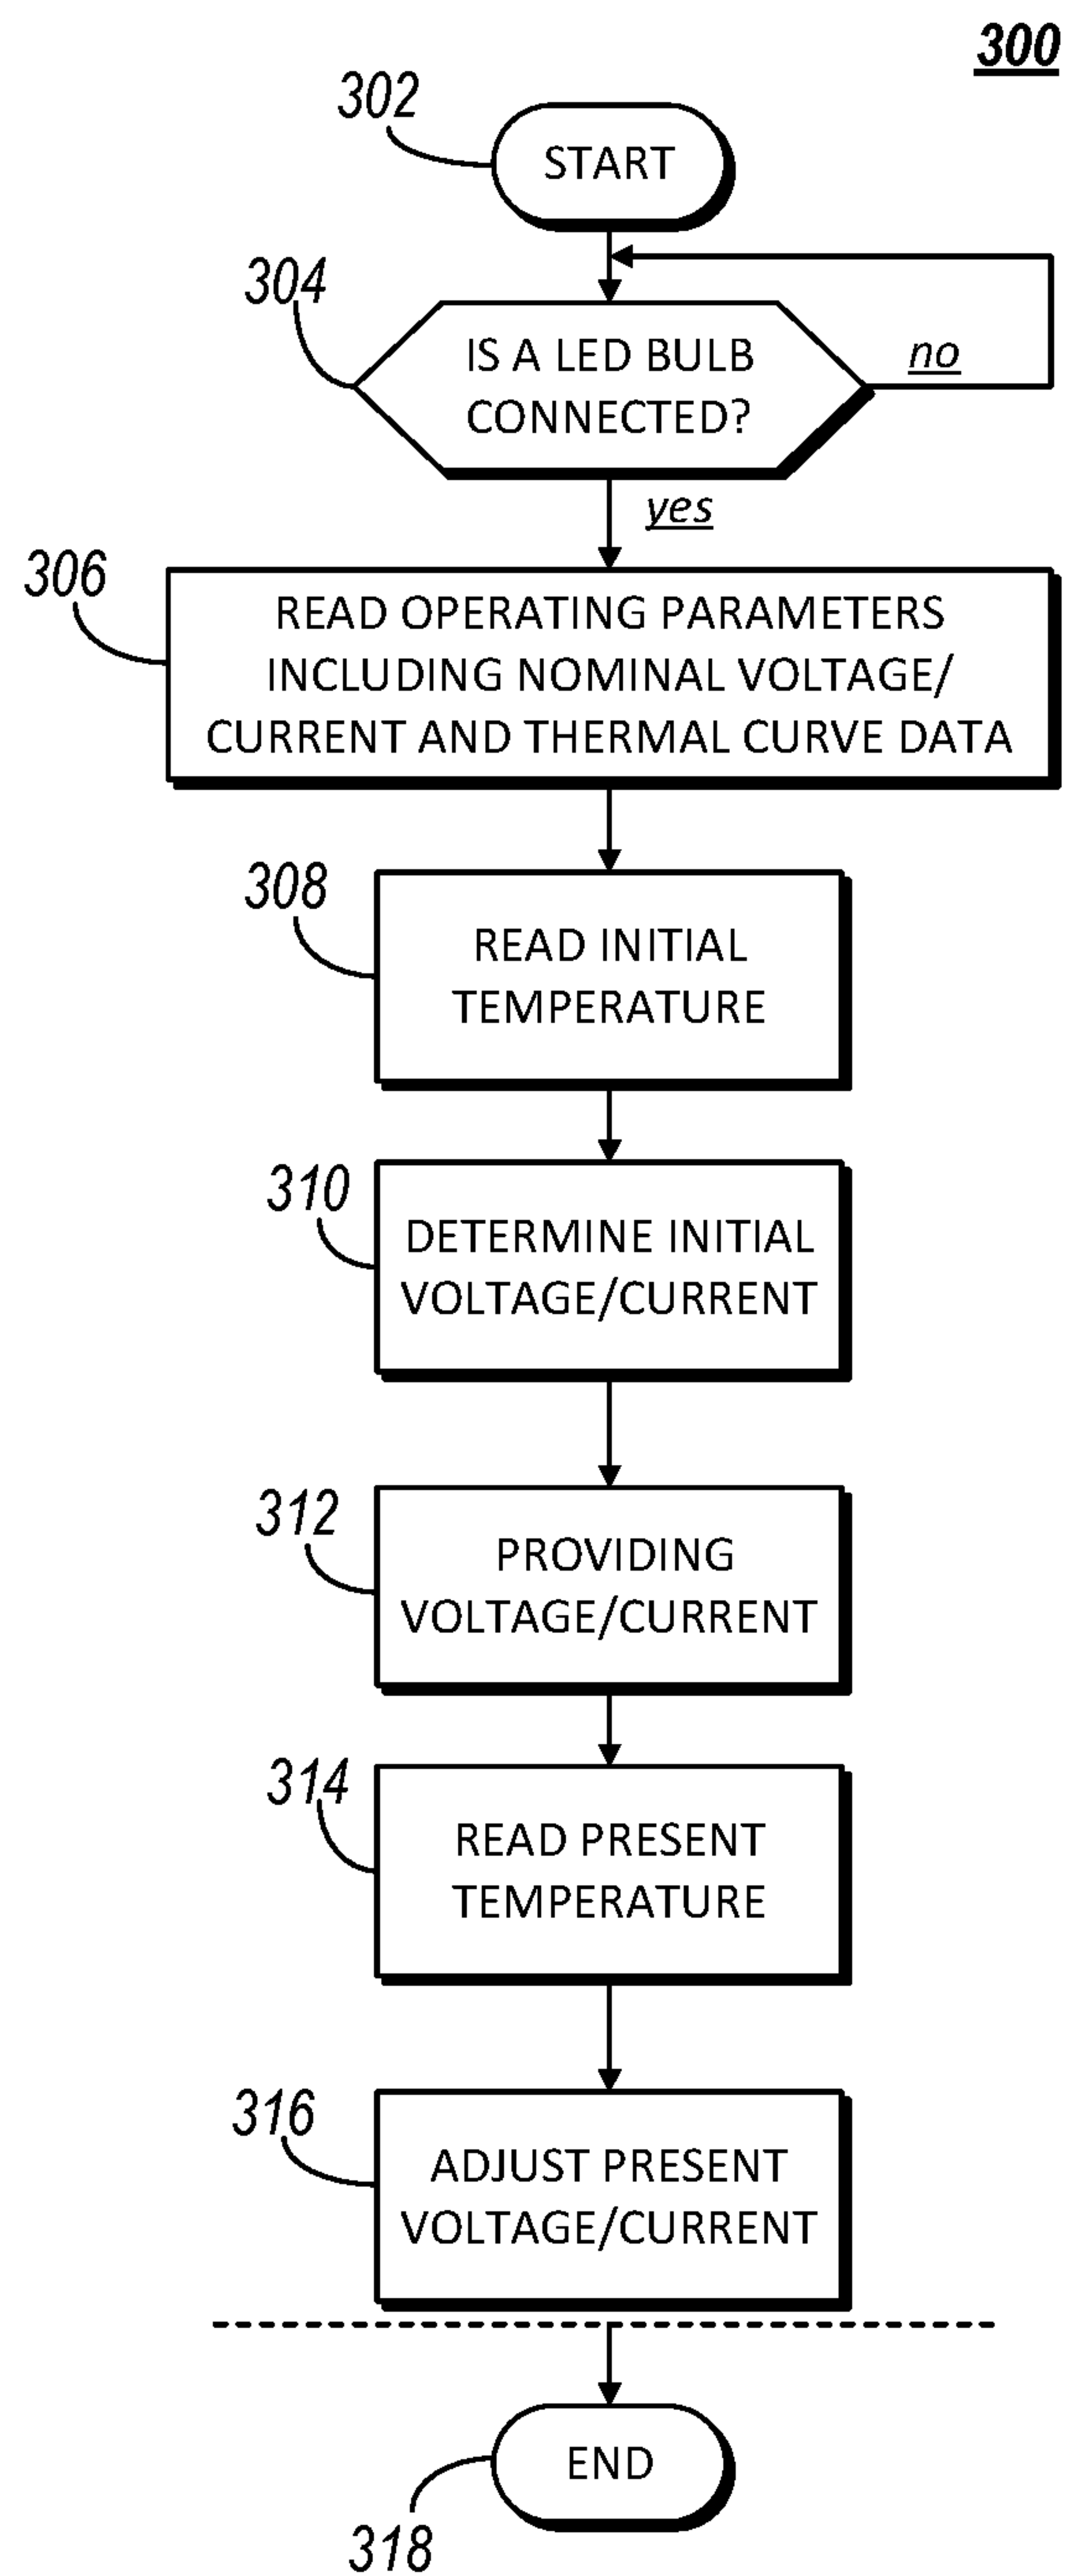 300
302
START
304
IS A LED BULB
CONNECTED?
no
yes
306
READ OPERATING PARAMETERS
INCLUDING NOMINAL VOLTAGE/
CURRENT AND THERMAL CURVE DATA
308
READ INITIAL
TEMPERATURE
310
DETERMINE INITIAL
VOLTAGE/CURRENT
312
PROVIDING
VOLTAGE/CURRENT
314
READ PRESENT
TEMPERATURE
316
ADJUST PRESENT
VOLTAGE/CURRENT
END
318